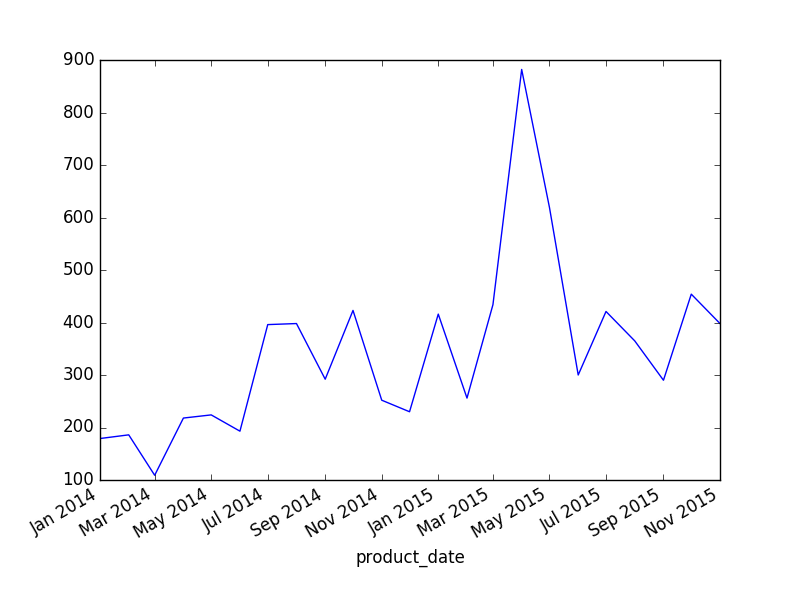 900
800
700
600
500
400
300
200
100
Jan 2014
Mar 2014
May 2014
Jul 2014
Sep 2014
Nov 2014
Jan 2015
Mar 2015
May 2015
Jul 2015
Sep 2015
Nov 2015
product_date